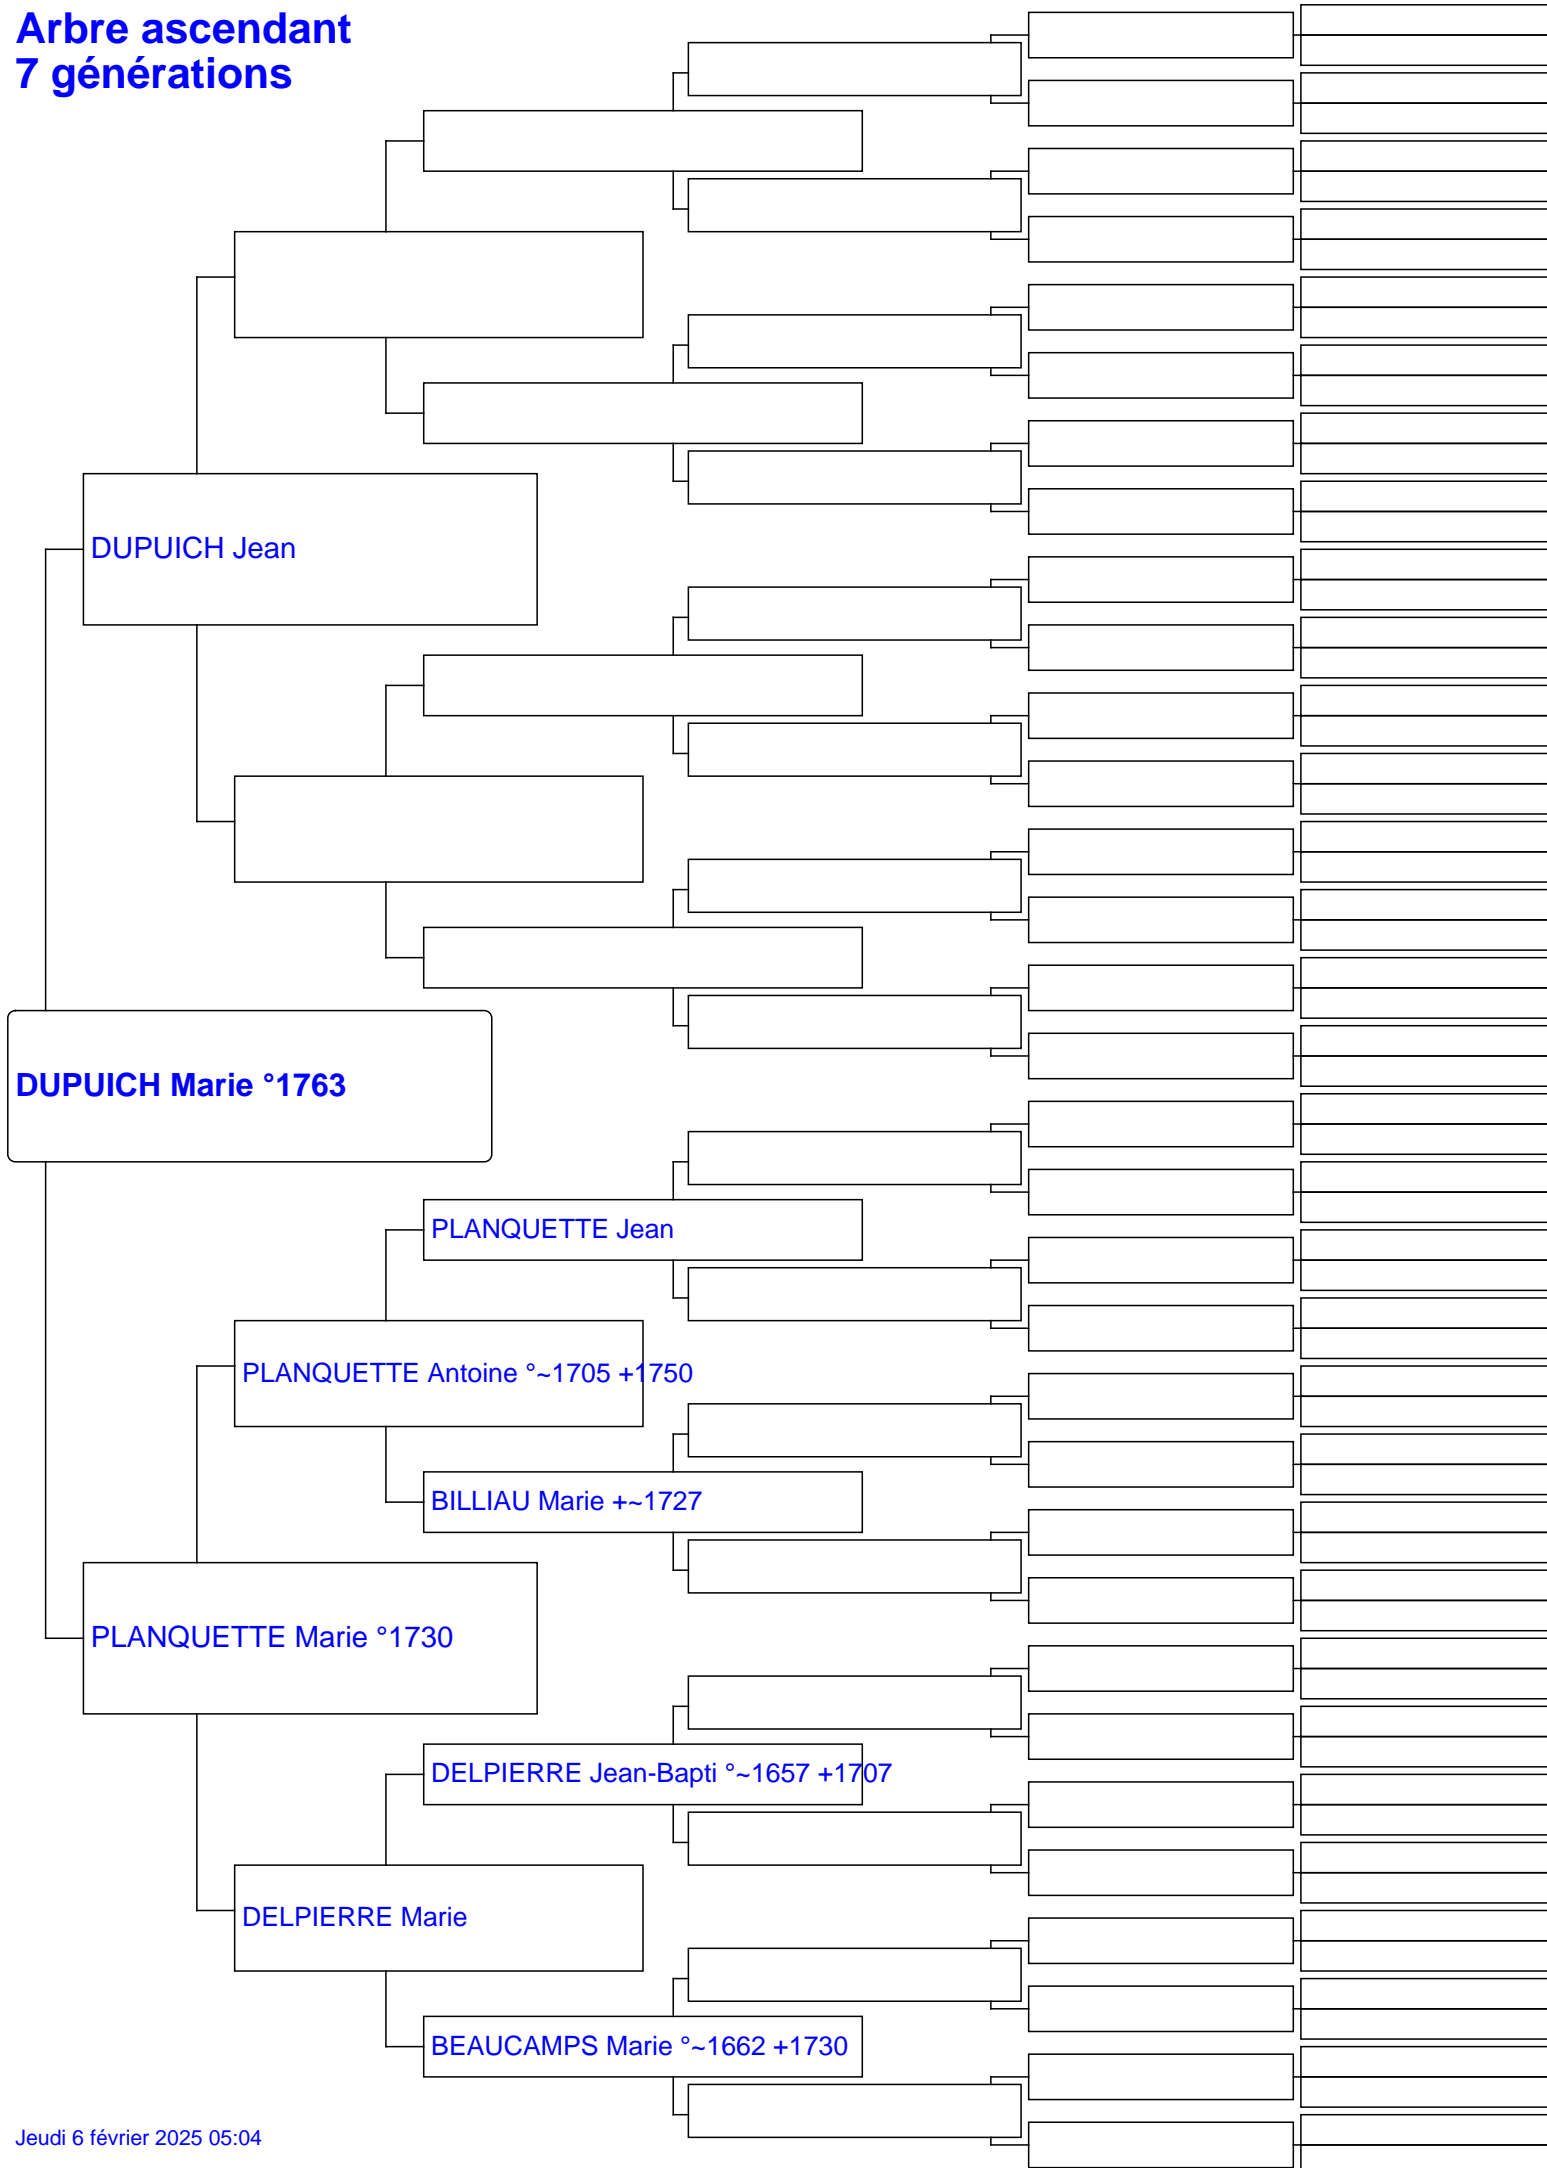 Arbre ascendant
7 générations
DUPUICH Jean
DUPUICH Marie °1763
PLANQUETTE Jean
PLANQUETTE Antoine °~1705 +1750
BILLIAU Marie +~1727
PLANQUETTE Marie °1730
DELPIERRE Jean-Bapti °~1657 +1707
DELPIERRE Marie
BEAUCAMPS Marie °~1662 +1730
Jeudi 6 février 2025 05:04